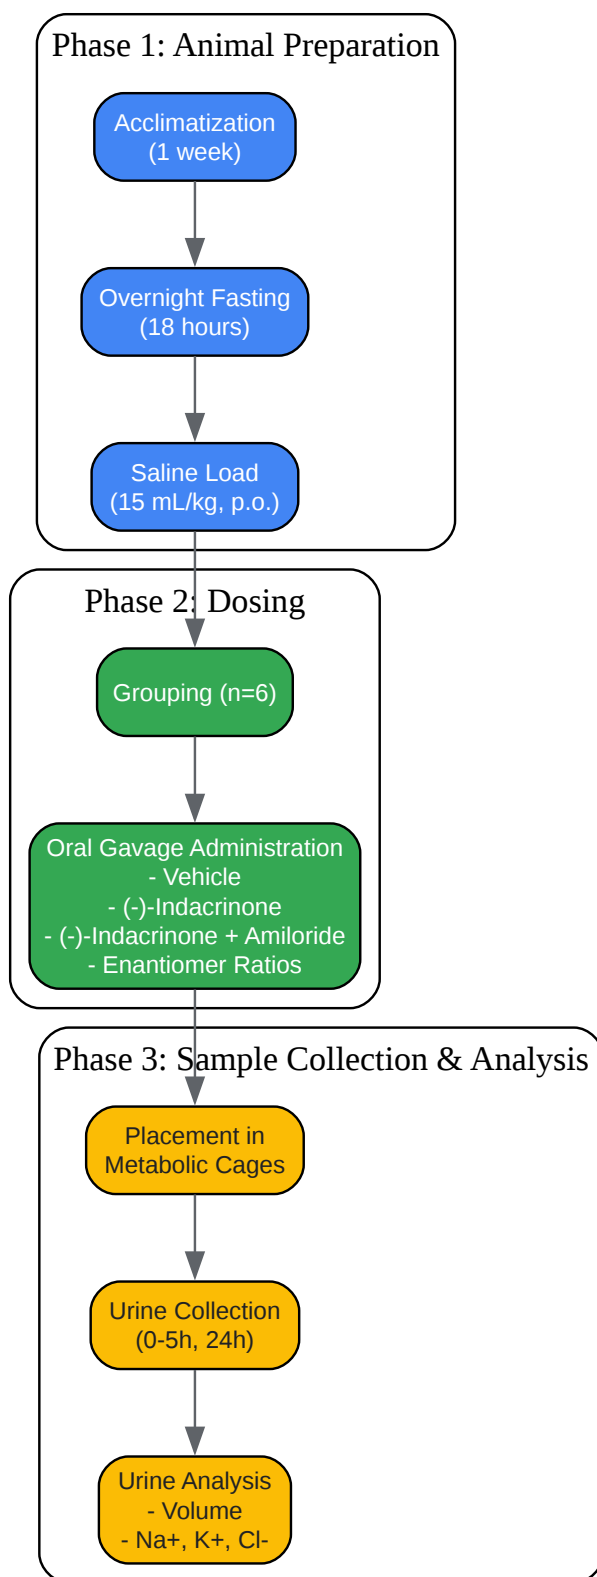 Phase 1: Animal Preparation
Acclimatization
(1 week)
Overnight Fasting
(18 hours)
Saline Load
(15 mL/kg, p.o.)
Phase 2: Dosing
Grouping (n=6)
Oral Gavage Administration
- Vehicle
- (-)-Indacrinone
- (-)-Indacrinone + Amiloride
- Enantiomer Ratios
Phase 3: Sample Collection & Analysis
Placement in
Metabolic Cages
Urine Collection
(0-5h, 24h)
Urine Analysis
- Volume
- Na+, K+, Cl-